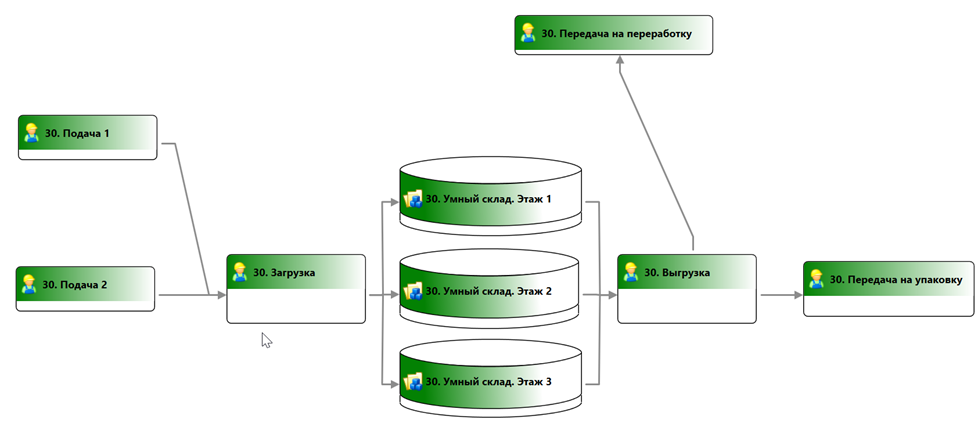 30. Передача на переработку
30. Подача 1
30. Умный склад. Этаж 1
30. Подача 2
30. Загрузка
30. Умный склад. Этаж 2
30. Выгрузка
30. Передача на упаковку
30. Умный склад. Этаж 3